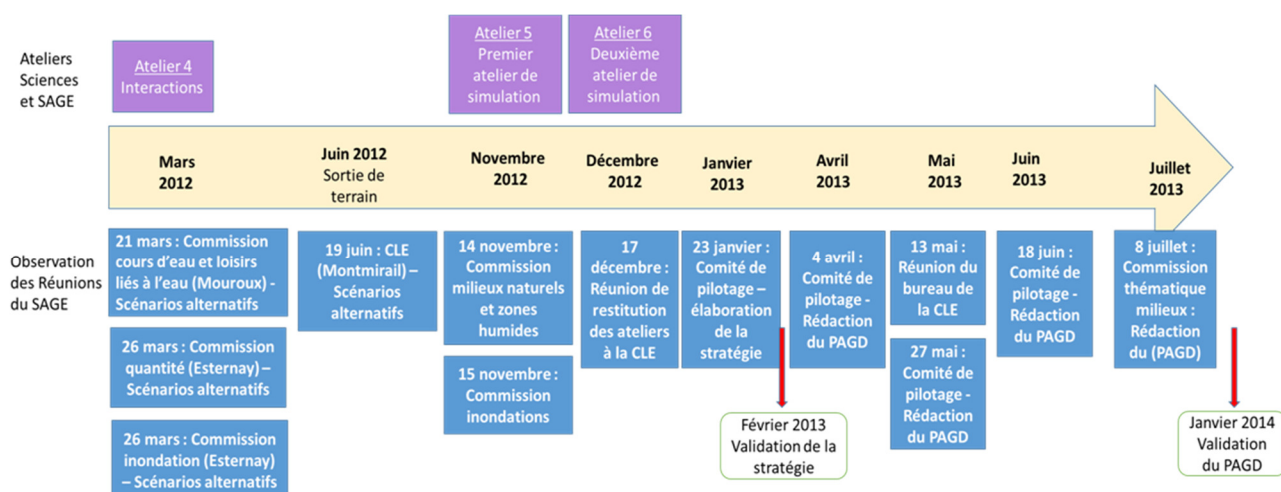 Ateliers
Sciences
et SAGE
Atelier 4
Interactions
Atelier 5
Premier
atelier de
simulation
Atelier 6
Deuxième
atelier de
simulation
Mars
2012
Juin 2012
Sortie de
terrain
Novembre
2012
Décembre
2012
Janvier
2013
Avril
2013
Mai
2013
Juin
2013
Juillet
2013
Observation
des Réunions
du SAGE
21 mars : Commission
cours d'eau et loisirs
liés à l'eau (Mouroux) -
Scénarios alternatifs
26 mars : Commission
quantité (Esternay) –
Scénarios alternatifs
26 mars : Commission
inondation (Esternay)
– Scénarios alternatifs
19 juin : CLE
(Montmirail) –
Scénarios
alternatifs
14 novembre :
Commission
milieux naturels
et zones
humides
15 novembre :
Commission
inondations
17
décembre :
Réunion de
restitution
des ateliers
à la CLE
23 janvier :
Comité de
pilotage –
élaboration
de la
stratégie
4 avril :
Comité de
pilotage -
Rédaction
du PAGD
13 mai :
Réunion du
bureau de
la CLE
27 mai :
Comité de
pilotage -
Rédaction
du PAGD
18 juin :
Comité de
pilotage -
Rédaction
du PAGD
8 juillet :
Commission
thématique
milieux :
Rédaction
du (PAGD)
Février 2013
Validation de la
stratégie
Janvier 2014
Validation
du PAGD